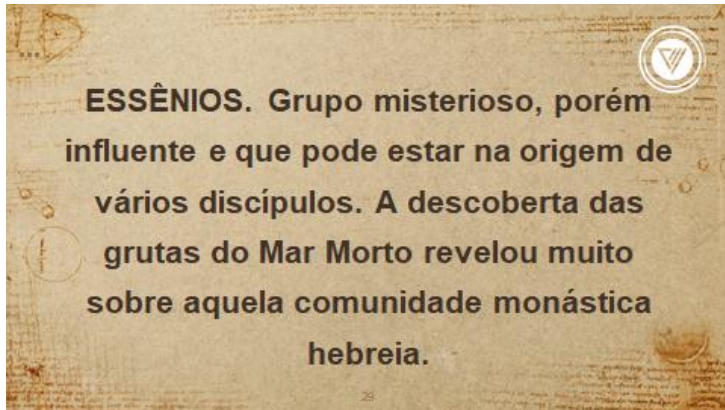 ESSÊNIOS. Grupo misterioso, porém
influente e que pode estar na origem de
vários discípulos. A descoberta das
grutas do Mar Morto revelou muito
sobre aquela comunidade monástica
hebreia.
29